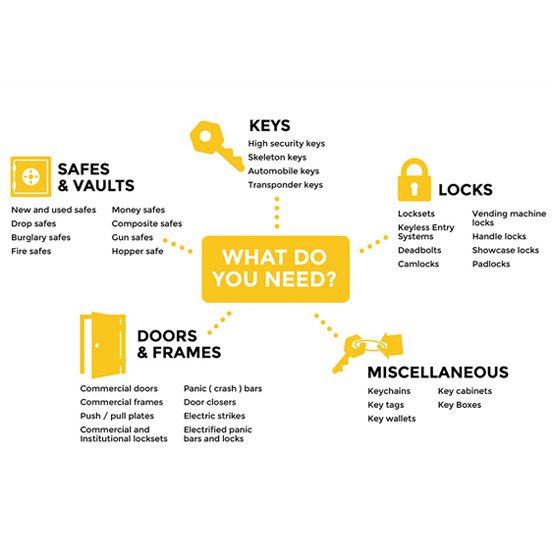 KEYS
High security keys
Skeleton keys
Automobile keys
Transponder keys
SAFES
& VAULTS
New and used safes
Drop safes
Burglary safes
Fire safes
Money safes
Composite safes
Gun safes
Hopper safe
LOCKS
Locksets
Keyless Entry
Systems
Deadbolts
Camlocks
Vending machine
locks
Handle locks
Showcase locks
Padlocks
WHAT DO
YOU NEED?
DOORS
& FRAMES
Commercial doors
Commercial frames
Push / pull plates
Commercial and
Institutional locksets
Panic ( crash ) bars
Door closers
Electric strikes
Electrified panic
bars and locks
MISCELLANEOUS
Keychains
Key tags
Key wallets
Key cabinets
Key Boxes